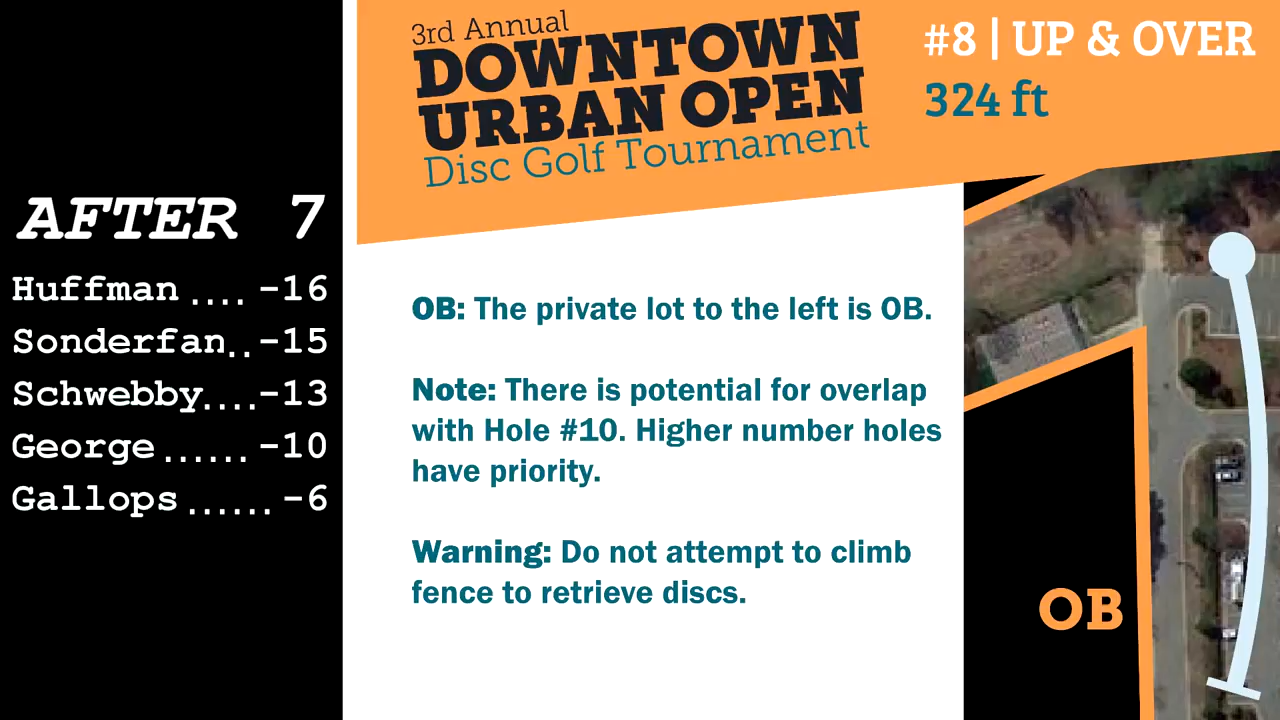 AFTER 7
Huffman .... -16
Sonderfan..-15
Schwebby....-13
George ...... -10
Gallops ...... -6
3rd Annual
DOWNTOWN
URBAN OPEN
Disc Golf Tournament
#8 | UP & OVER
324 ft
OB: The private lot to the left is OB.
Note: There is potential for overlap
with Hole #10. Higher number holes
have priority.
Warning: Do not attempt to climb
fence to retrieve discs.
OB